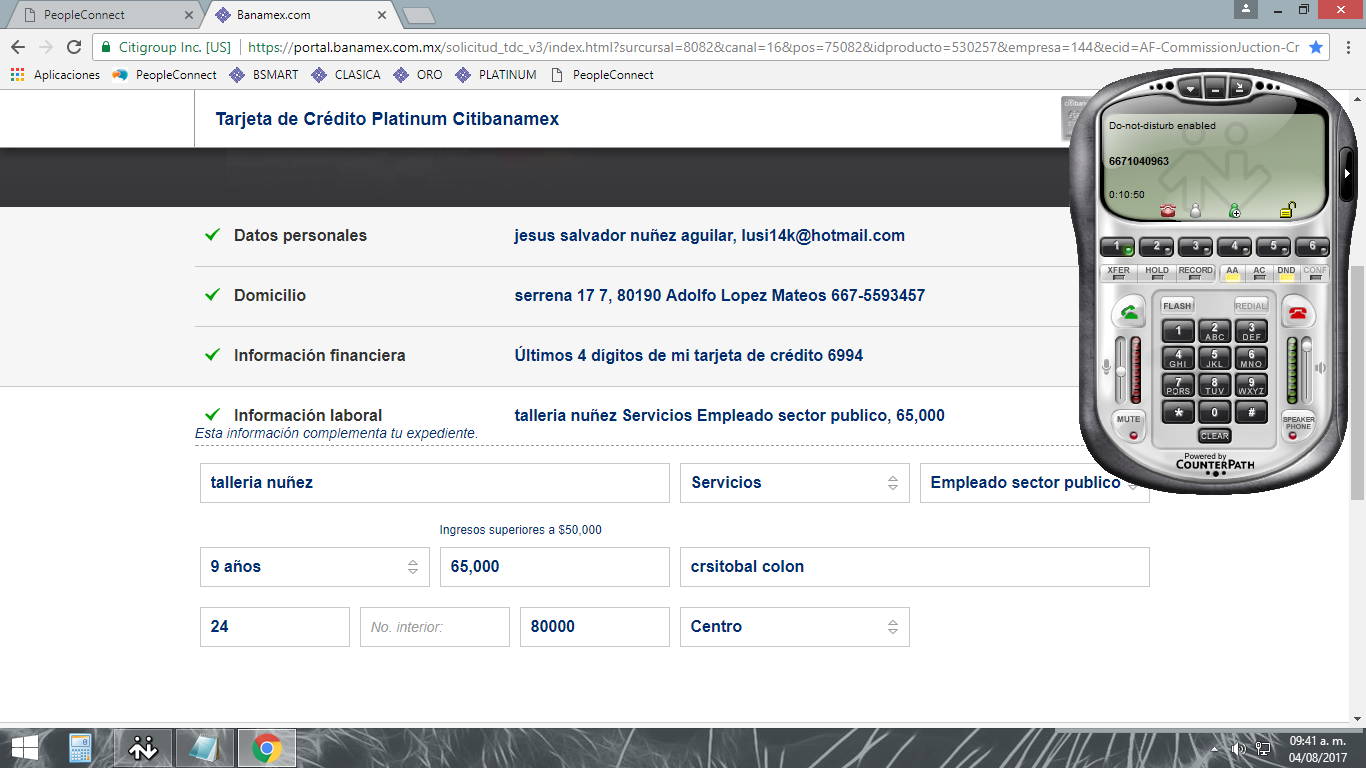 PeopleConnect
Banamex.com
Citigroup Inc. [US] https://portal.banamex.com.mx/solicitud_tdc_v3/index.html?sursucal=8082&canal=16&pos=75082&idproducto=530257&empresa=144&ecid=AF-CommissionJuction-Cr
Aplicaciones PeopleConnect BSMART CLASICA ORO PLATINUM PeopleConnect
Tarjeta de Crédito Platinum Citibanamex
Datos personales jesus salvador nuñez aguilar, lusi14k@hotmail.com
Domicilio serrena 17 7, 80190 Adolfo Lopez Mateos 667-5593457
Información financiera Últimos 4 dígitos de mi tarjeta de crédito 6994
Información laboral talleria nuñez Servicios Empleado sector publico, 65,000
Esta información complementa tu expediente.
talleria nuñez Servicios Empleado sector publico
Ingresos superiores a $50,000
9 años 65,000 crsitobal colon
24 No. interior: 80000 Centro
Do-not-disturb enabled
6671040963
0:10:50
1 2 3 4 5 6
XFER HOLD RECORD AA AC DND CONF
FLASH REDIAL
1 2 ABC 3 DEF
4 GHI 5 JKL 6 MNO
7 PQRS 8 TUV 9 WXYZ
* 0 #
MUTE CLEAR SPEAKER PHONE
Powered by
COUNTERPATH
09:41 a. m.
04/08/2017